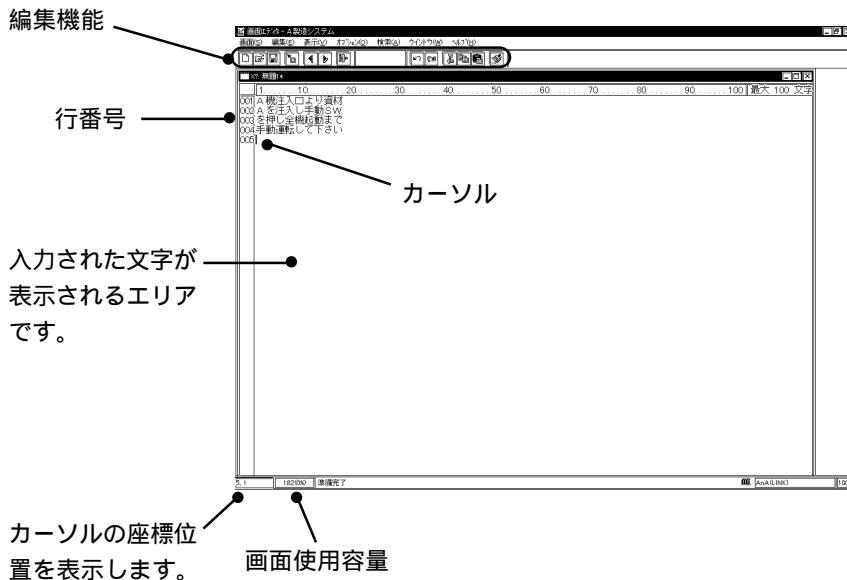 編集機能
画面エディタ - A製造システム
画面(S) 編集(E) 表示(V) オプション(O) 検索(A) ウィンドウ(W) ヘルプ(H)
無題1*
1.......10........20........30........40........50........60........70........80........90........100 最大 100 文字
001 A機注入口より資材
002 Aを注入し手動SW
003 を押し全機起動まで
004 手動運転して下さい
005
行番号
カーソル
入力された文字が
表示されるエリア
です。
5, 1 準備完了 AnA(LINK) 100
カーソルの座標位
置を表示します。
画面使用容量